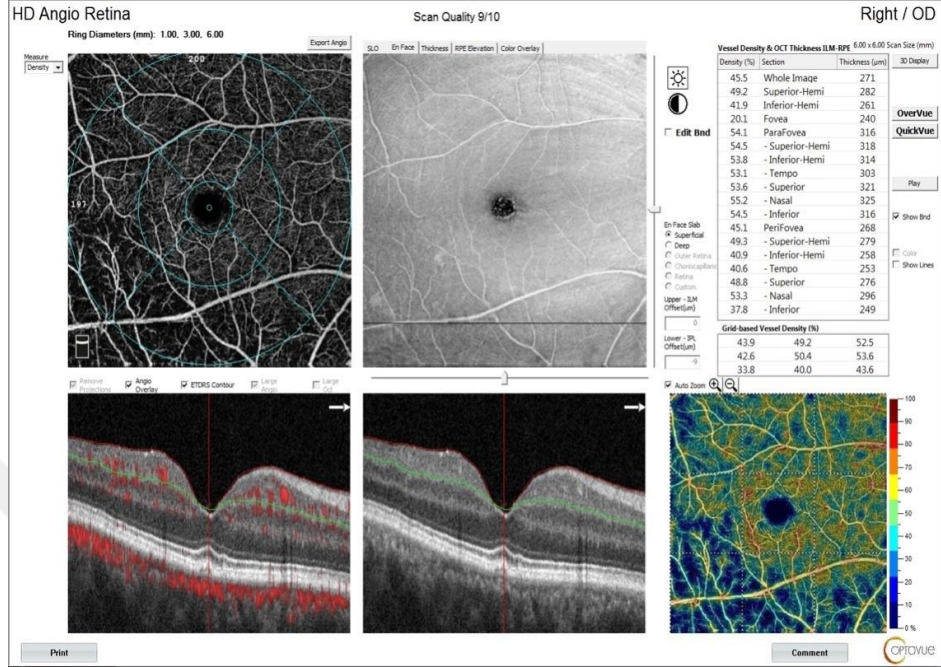 HD Angio Retina
Scan Quality 9/10
Right / OD
Ring Diameters (mm): 1.00, 3.00, 6.00
Export Angio
Measure
Density
200
197
SLO En Face Thickness RPE Elevation Color Overlay
Edit Bnd
En Face Slab
Superficial
Deep
Outer Retina
Choriocapillaris
Retina
Custom
Upper - ILM
Offset(um)
0
Lower - IPL
Offset(um)
-9
Vessel Density & OCT Thickness ILM-RPE 6.00 x 6.00 Scan Size (mm)
Density (%) Section Thickness (µm)
45.5 Whole Image 271
49.2 Superior-Hemi 282
41.9 Inferior-Hemi 261
20.1 Fovea 240
54.1 ParaFovea 316
54.5 - Superior-Hemi 318
53.8 - Inferior-Hemi 314
53.1 - Tempo 303
53.6 - Superior 321
55.2 - Nasal 325
54.5 - Inferior 316
45.1 PeriFovea 268
49.3 - Superior-Hemi 279
40.9 - Inferior-Hemi 258
40.6 - Tempo 253
48.8 - Superior 276
53.3 - Nasal 296
37.8 - Inferior 249
Grid-based Vessel Density (%)
43.9 49.2 52.5
42.6 50.4 53.6
33.8 40.0 43.6
3D Display
OverVue
QuickVue
Play
Show Bnd
Color
Show Lines
Remove
Projections
Angio
Overlay
ETDRS Contour
Large
Angio
Large
Oct
Auto Zoom
100
90
80
70
60
50
40
30
20
10
0 %
Print
Comment
OPTOVUE